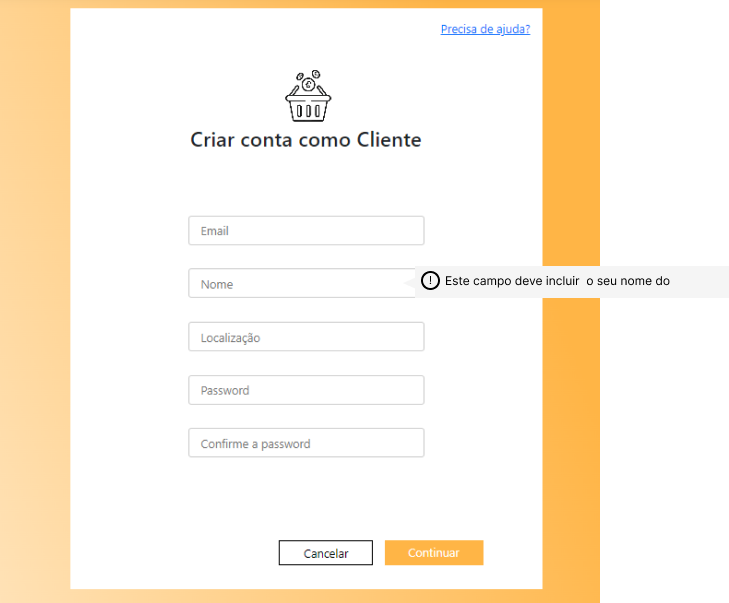 Precisa de ajuda?
Criar conta como Cliente
Email
Nome
! Este campo deve incluir  o seu nome do
Localização
Password
Confirme a password
Cancelar
Continuar